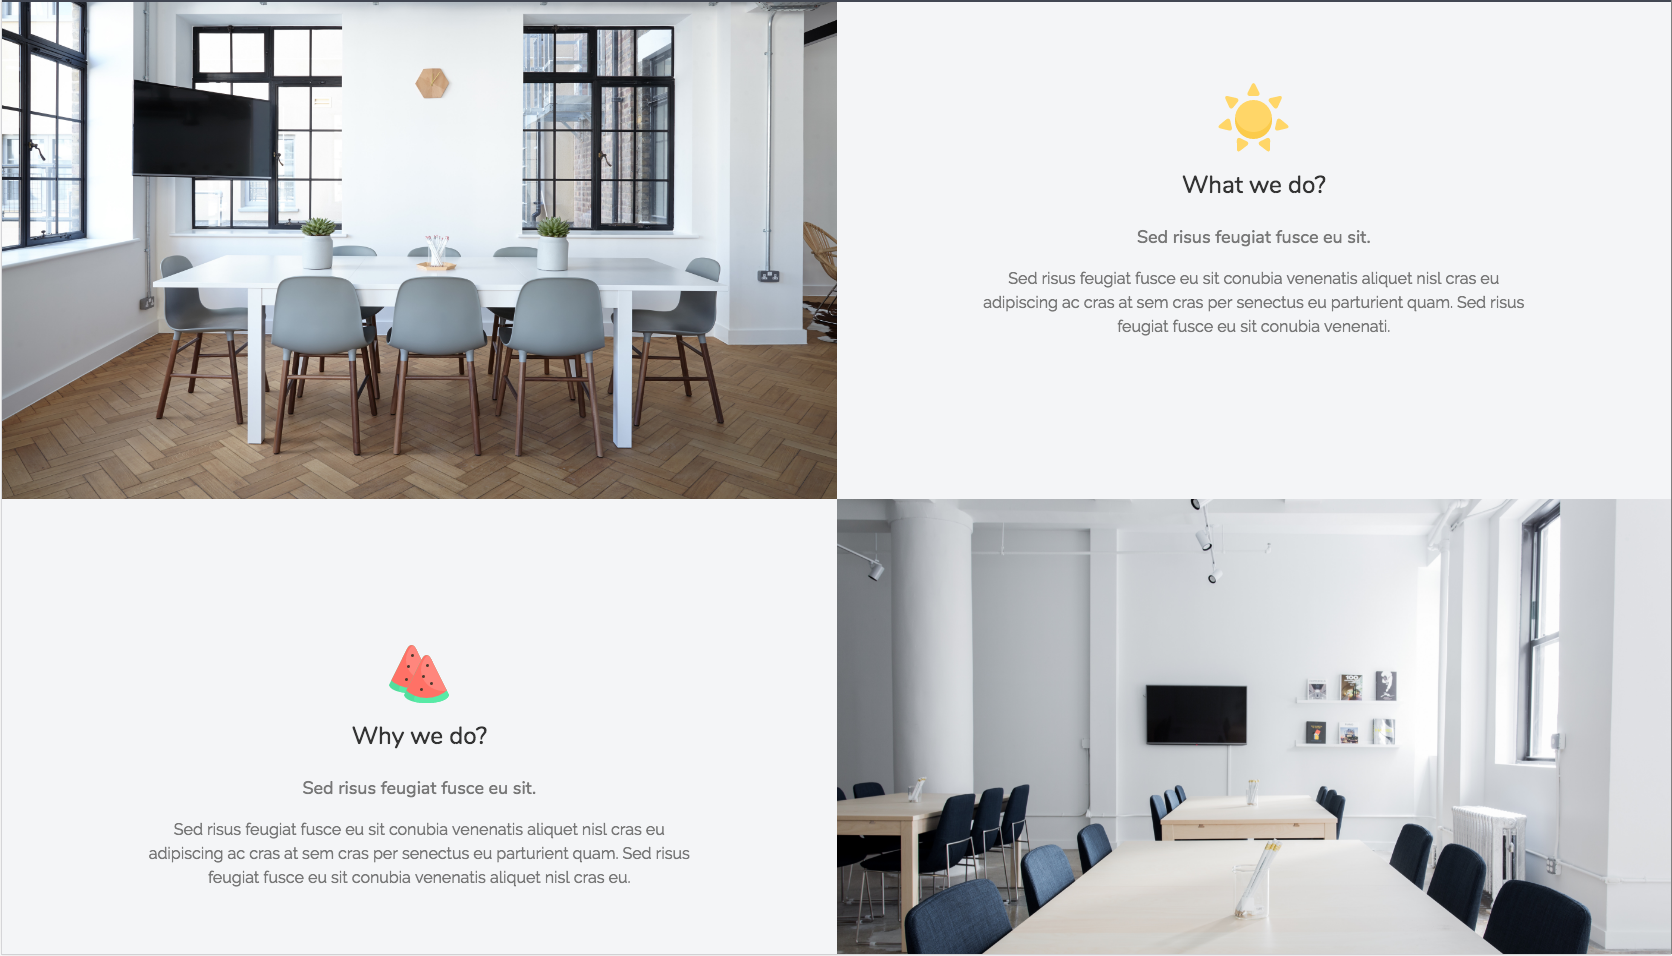 What we do?
Sed risus feugiat fusce eu sit.
Sed risus feugiat fusce eu sit conubia venenatis aliquet nisl cras eu
adipiscing ac cras at sem cras per senectus eu parturient quam. Sed risus
feugiat fusce eu sit conubia venenati.
Why we do?
Sed risus feugiat fusce eu sit.
Sed risus feugiat fusce eu sit conubia venenatis aliquet nisl cras eu
adipiscing ac cras at sem cras per senectus eu parturient quam. Sed risus
feugiat fusce eu sit conubia venenatis aliquet nisl cras eu.